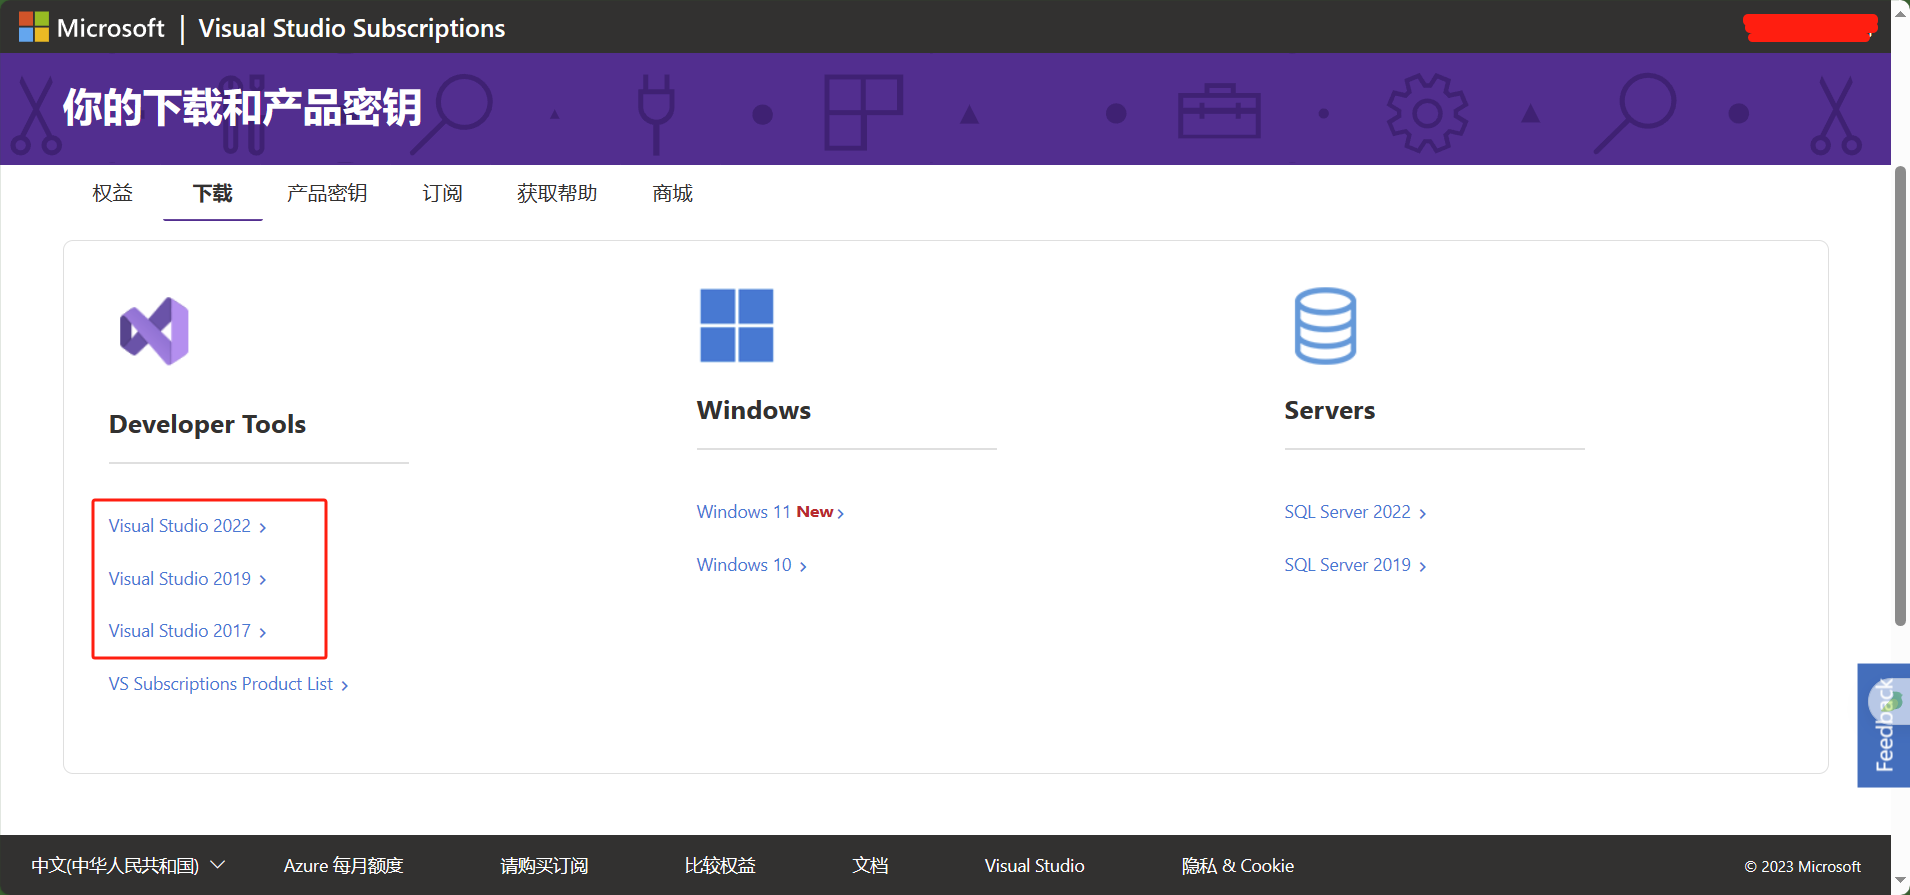 Microsoft | Visual Studio Subscriptions
你的下载和产品密钥
权益 下载 产品密钥 订阅 获取帮助 商城
Developer Tools
Visual Studio 2022 >
Visual Studio 2019 >
Visual Studio 2017 >
VS Subscriptions Product List >
Windows
Windows 11 New >
Windows 10 >
Servers
SQL Server 2022 >
SQL Server 2019 >
Feedback
中文(中华人民共和国) Azure 每月额度 请购买订阅 比较权益 文档 Visual Studio 隐私 & Cookie © 2023 Microsoft